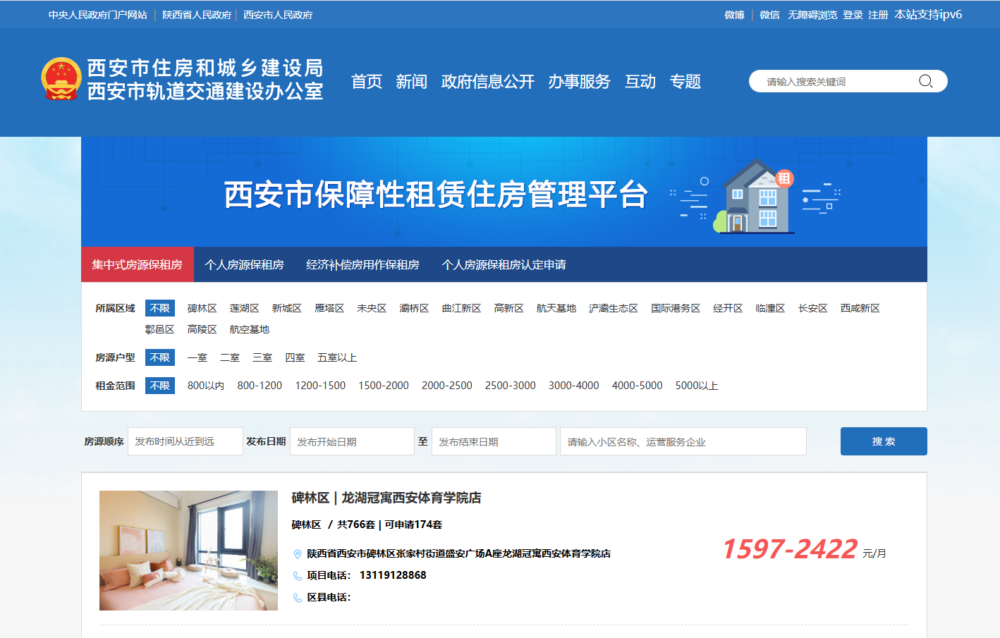 中央人民政府门户网站 | 陕西省人民政府 | 西安市人民政府
微博 | 微信 无障碍浏览 登录 注册 本站支持ipv6
西安市住房和城乡建设局
西安市轨道交通建设办公室
首页 新闻 政府信息公开 办事服务 互动 专题
请输入搜索关键词
西安市保障性租赁住房管理平台
租
集中式房源保租房 个人房源保租房 经济补偿房用作保租房 个人房源保租房认定申请
所属区域 不限 碑林区 莲湖区 新城区 雁塔区 未央区 灞桥区 曲江新区 高新区 航天基地 浐灞生态区 国际港务区 经开区 临潼区 长安区 西咸新区
鄠邑区 高陵区 航空基地
房源户型 不限 一室 二室 三室 四室 五室以上
租金范围 不限 800以内 800-1200 1200-1500 1500-2000 2000-2500 2500-3000 3000-4000 4000-5000 5000以上
房源顺序 发布时间从近到远 发布日期 发布开始日期 至 发布结束日期 请输入小区名称、运营服务企业 搜 索
碑林区 | 龙湖冠寓西安体育学院店
碑林区 / 共766套 | 可申请174套
陕西省西安市碑林区张家村街道盛安广场A座龙湖冠寓西安体育学院店
项目电话： 13119128868
区县电话：
1597-2422 元/月